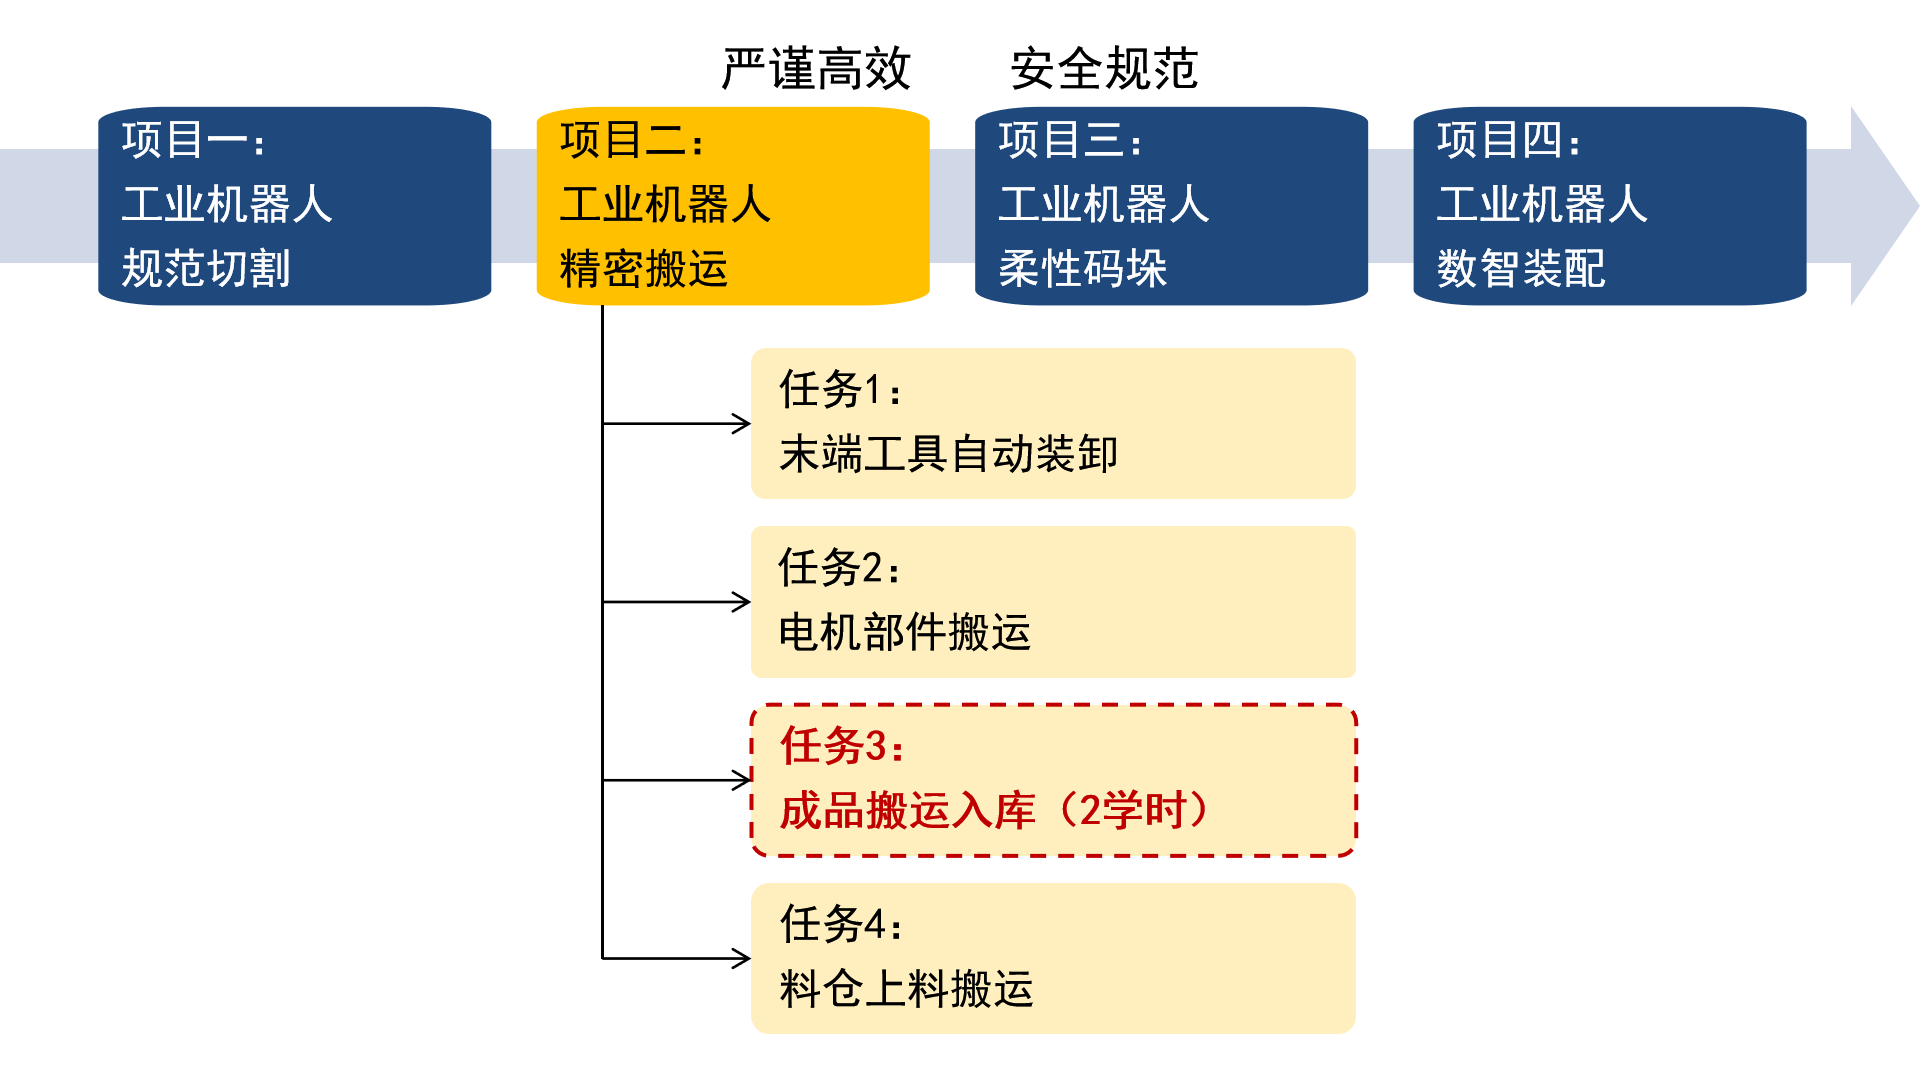 严谨高效 安全规范
项目一：
工业机器人
规范切割
项目二：
工业机器人
精密搬运
项目三：
工业机器人
柔性码垛
项目四：
工业机器人
数智装配
任务1：
末端工具自动装卸
任务2：
电机部件搬运
任务3：
成品搬运入库（2学时）
任务4：
料仓上料搬运